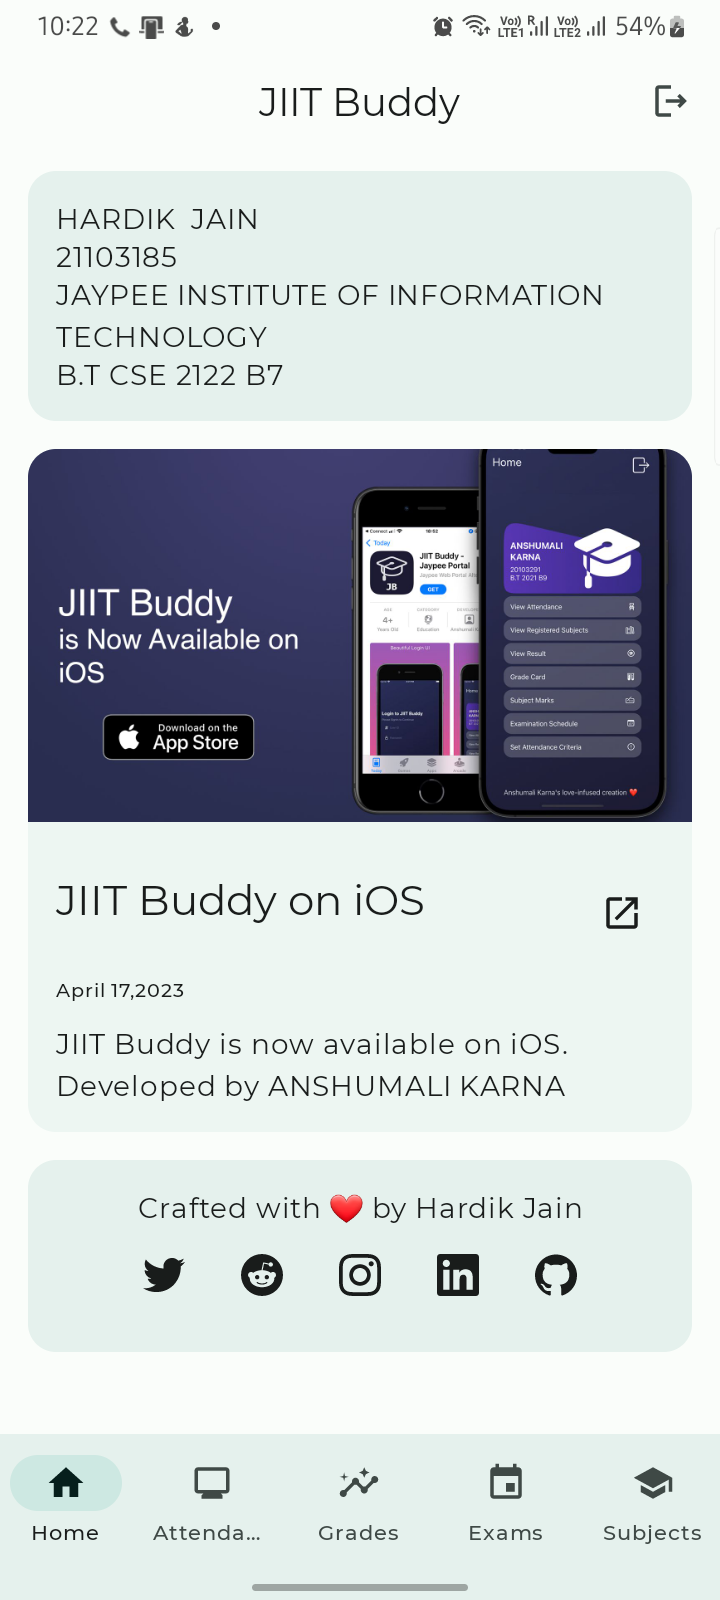 10:22
Vo) LTE1 R Vo) LTE2 54%
JIIT Buddy
HARDIK JAIN
21103185
JAYPEE INSTITUTE OF INFORMATION
TECHNOLOGY
B.T CSE 2122 B7
JIIT Buddy
is Now Available on
iOS
Download on the
App Store
Today
JIIT Buddy -
Jaypee Portal
GET
JB
4+
Education
Beautiful Login UI
Login to JIIT Buddy
Home
ANSHUMALI
KARNA
20103291
B.T 2021 B9
View Attendance
View Registered Subjects
View Result
Grade Card
Subject Marks
Examination Schedule
Set Attendance Criteria
Anshumali Karna's love-infused creation ❤️
JIIT Buddy on iOS
April 17,2023
JIIT Buddy is now available on iOS.
Developed by ANSHUMALI KARNA
Crafted with ❤️ by Hardik Jain
in
Home Attenda... Grades Exams Subjects